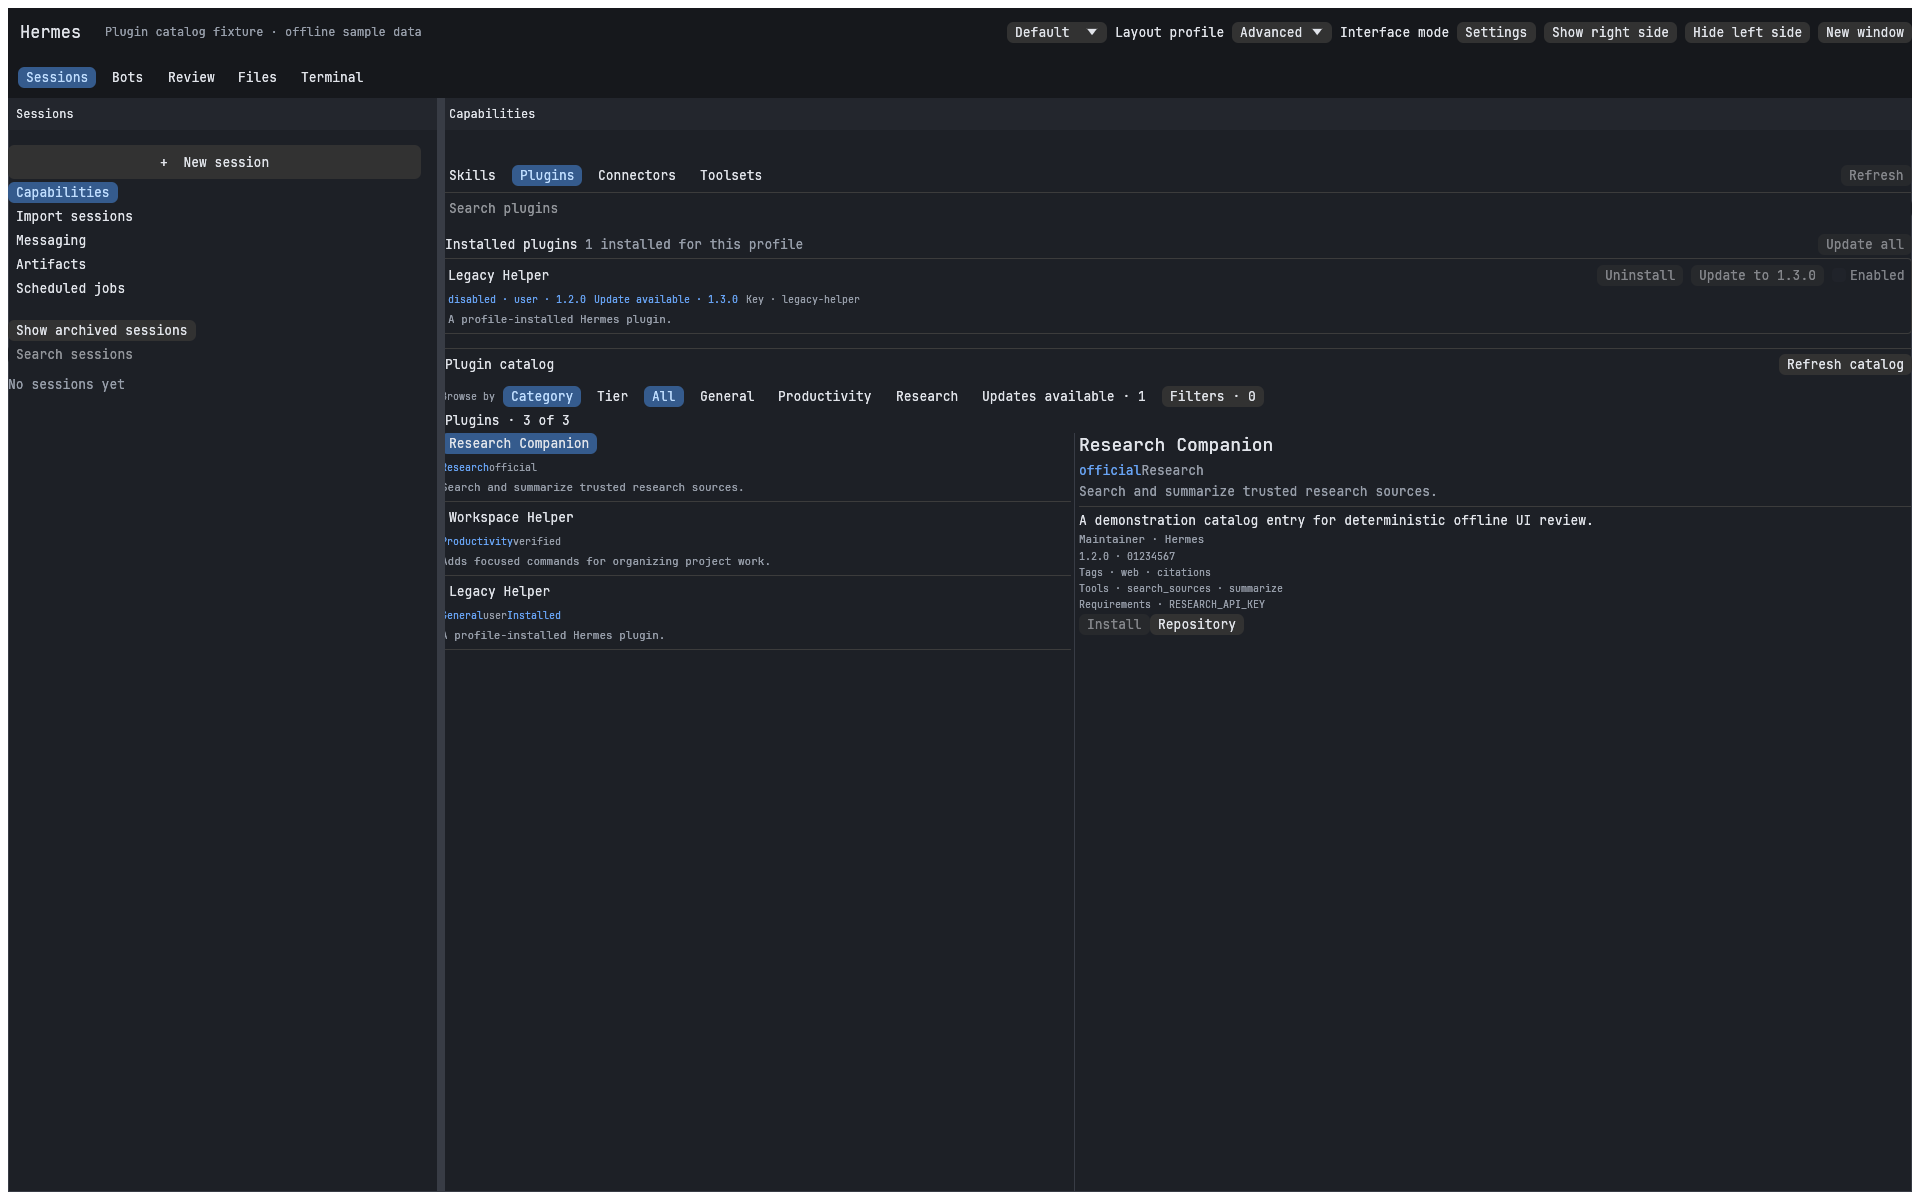 Hermes Plugin catalog fixture · offline sample data Default Layout profile Advanced Interface mode Settings Show right side Hide left side New window
Sessions Bots Review Files Terminal
Sessions
+ New session
Capabilities
Import sessions
Messaging
Artifacts
Scheduled jobs
Show archived sessions
Search sessions
No sessions yet
Capabilities
Skills Plugins Connectors Toolsets Refresh
Search plugins
Installed plugins 1 installed for this profile Update all
Legacy Helper Uninstall Update to 1.3.0 Enabled
disabled · user · 1.2.0 Update available · 1.3.0 Key · legacy-helper
A profile-installed Hermes plugin.
Plugin catalog Refresh catalog
Browse by Category Tier All General Productivity Research Updates available · 1 Filters · 0
Plugins · 3 of 3
Research Companion
Researchofficial
Search and summarize trusted research sources.
Workspace Helper
Productivityverified
Adds focused commands for organizing project work.
Legacy Helper
GeneraluserInstalled
A profile-installed Hermes plugin.
Research Companion
officialResearch
Search and summarize trusted research sources.
A demonstration catalog entry for deterministic offline UI review.
Maintainer · Hermes
1.2.0 · 01234567
Tags · web · citations
Tools · search_sources · summarize
Requirements · RESEARCH_API_KEY
Install Repository